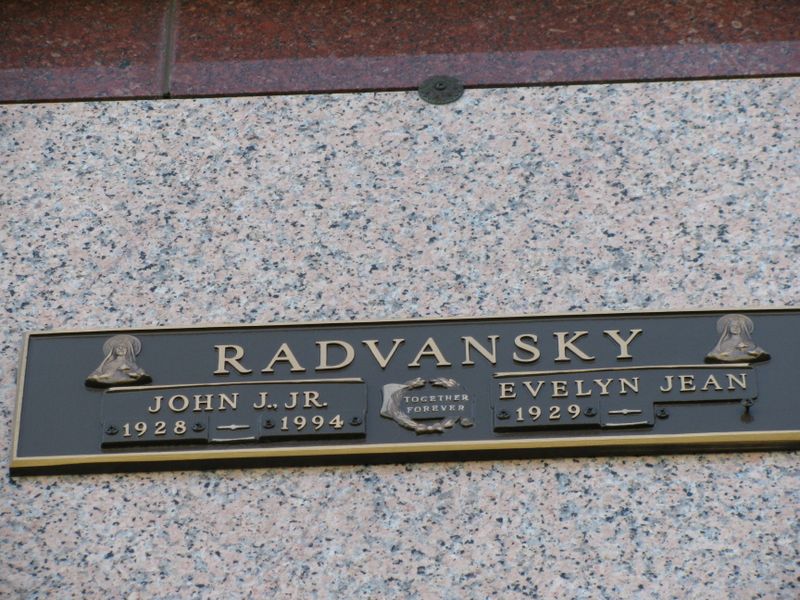 RADVANSKY
JOHN J., JR.
1928 — 1994
TOGETHER
FOREVER
EVELYN JEAN
1929 —